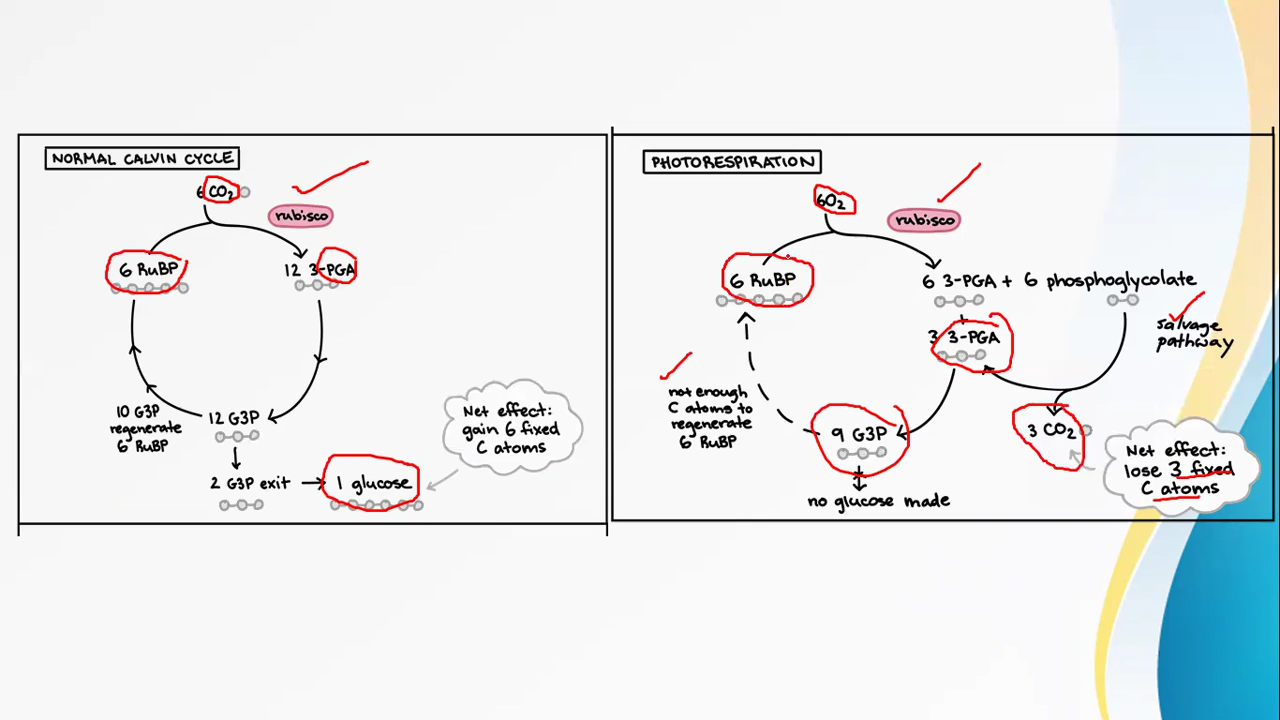 NORMAL CALVIN CYCLE
6 CO₂
rubisco
6 RuBP
12 3-PGA
10 G3P
regenerate
6 RuBP
12 G3P
2 G3P exit → 1 glucose
Net effect:
gain 6 fixed
C atoms
PHOTORESPIRATION
6O₂
rubisco
6 RuBP
6 3-PGA + 6 phosphoglycolate
+
3 3-PGA
salvage
pathway
not enough
C atoms to
regenerate
6 RuBP
9 G3P
3 CO₂
no glucose made
Net effect:
lose 3 fixed
C atoms